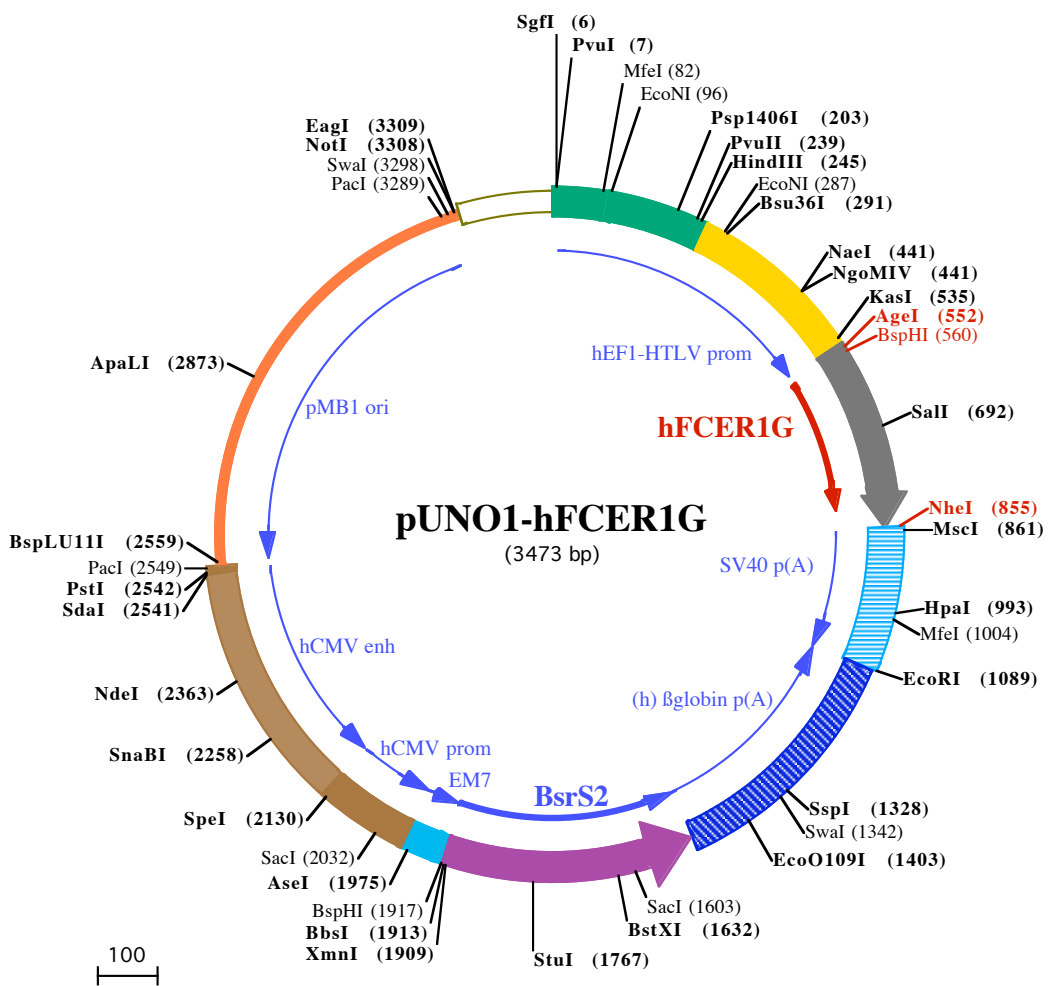 SgfI (6)
PvuI (7)
MfeI (82)
EcoNI (96)
Psp1406I (203)
PvuII (239)
HindIII (245)
EcoNI (287)
Bsu36I (291)
NaeI (441)
NgoMIV (441)
KasI (535)
AgeI (552)
BspHI (560)
SalI (692)
NheI (855)
MscI (861)
HpaI (993)
MfeI (1004)
EcoRI (1089)
SspI (1328)
SwaI (1342)
EcoO109I (1403)
SacI (1603)
BstXI (1632)
StuI (1767)
XmnI (1909)
BbsI (1913)
BspHI (1917)
AseI (1975)
SacI (2032)
SpeI (2130)
SnaBI (2258)
NdeI (2363)
SdaI (2541)
PstI (2542)
PacI (2549)
BspLU11I (2559)
ApaLI (2873)
PacI (3289)
SwaI (3298)
NotI (3308)
EagI (3309)
hEF1-HTLV prom
hFCER1G
SV40 p(A)
(h) ßglobin p(A)
BsrS2
EM7
hCMV prom
hCMV enh
pMB1 ori
pUNO1-hFCER1G
(3473 bp)
100